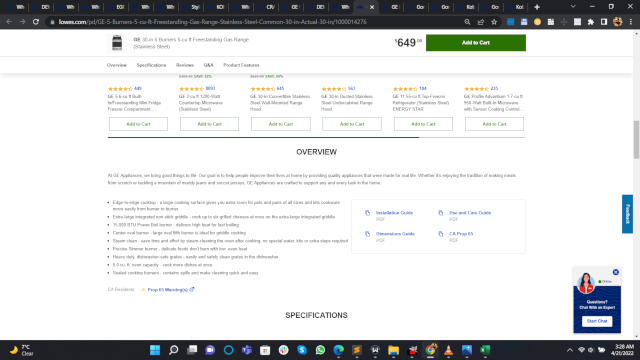 Wh
DEV
Wh
EGI
Wh
DEV
Wh
Sty
KOI
Wh
CRA
GE
Wh
GE
Go
Kol
Go
Kol
lowes.com/pd/GE-5-Burners-5-cu-ft-Freestanding-Gas-Range-Stainless-Steel-Common-30-in-Actual-30-in/1000014276
GE 30-in 5 Burners 5-cu ft Freestanding Gas Range
(Stainless Steel)
$649.00
Add to Cart
Overview Specifications Reviews Q&A Product Features
449
GE 5.6-cu ft Built-In/Freestanding Mini Fridge Freezer Compartment...
Add to Cart
GE 2-cu ft 1200-Watt Countertop Microwave (Stainless Steel)
Add to Cart
645
GE 30-in Convertible Stainless Steel Wall-Mounted Range Hood
Add to Cart
563
GE 30-in Ducted Stainless Steel Undercabinet Range Hood
Add to Cart
184
GE 11.55-cu ft Top-Freezer Refrigerator (Stainless Steel) ENERGY STAR
Add to Cart
235
GE Profile Advantium 1.7-cu ft 950-Watt Built-In Microwave with Sensor Cooking Control...
Add to Cart
OVERVIEW
At GE Appliances, we bring good things to life. Our goal is to help people improve their lives at home by providing quality appliances that were made for real life. Whether it's enjoying the tradition of making meals
from scratch or tackling a mountain of muddy jeans and soccer jerseys, GE Appliances are crafted to support any and every task in the home.
Edge-to-edge cooktop - a large cooking surface gives you extra room for pots and pans of all sizes and lets cookware
move easily from burner to burner
Extra-large integrated non-stick griddle - cook up to six grilled cheeses at once on the extra-large integrated griddle
15,000 BTU Power Boil burner - delivers high heat for fast boiling
Center oval burner - large oval fifth burner is ideal for griddle cooking
Steam clean - save time and effort by steam-cleaning the oven after cooking, no special water, kits or extra steps required
Precise Simmer burner - delicate foods don't burn with low, even heat
Heavy duty, dishwasher-safe grates - easily and safely clean grates in the dishwasher
5.0 cu. ft. oven capacity - cook more dishes at once
Sealed cooktop burners - contains spills and make cleaning quick and easy
Installation Guide
PDF
Use and Care Guide
PDF
Dimensions Guide
PDF
CA Prop 65
PDF
CA Residents: Prop 65 Warning(s)
SPECIFICATIONS
Feedback
Online
Questions?
Chat With an Expert
Start Chat
7°C
Clear
3:28 AM
4/21/2023